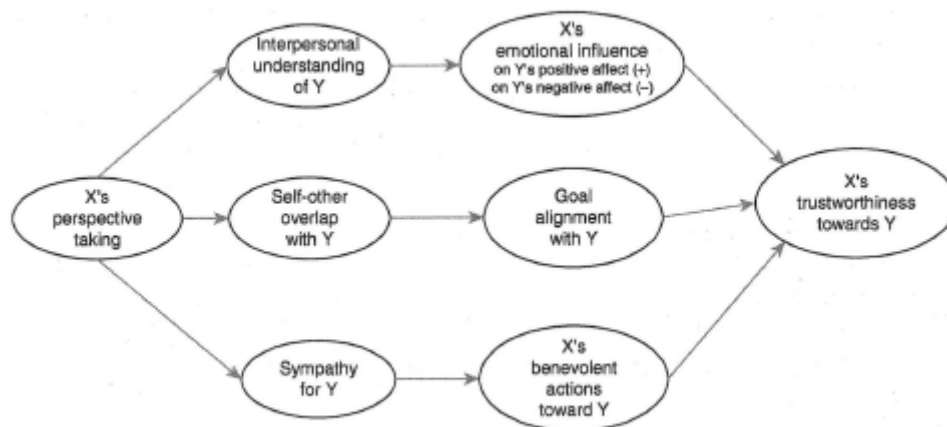 Interpersonal
understanding
of Y
X's
emotional influence
on Y's positive affect (+)
on Y's negative affect (–)
X's
perspective
taking
Self-other
overlap
with Y
Goal
alignment
with Y
X's
trustworthiness
towards Y
Sympathy
for Y
X's
benevolent
actions
toward Y